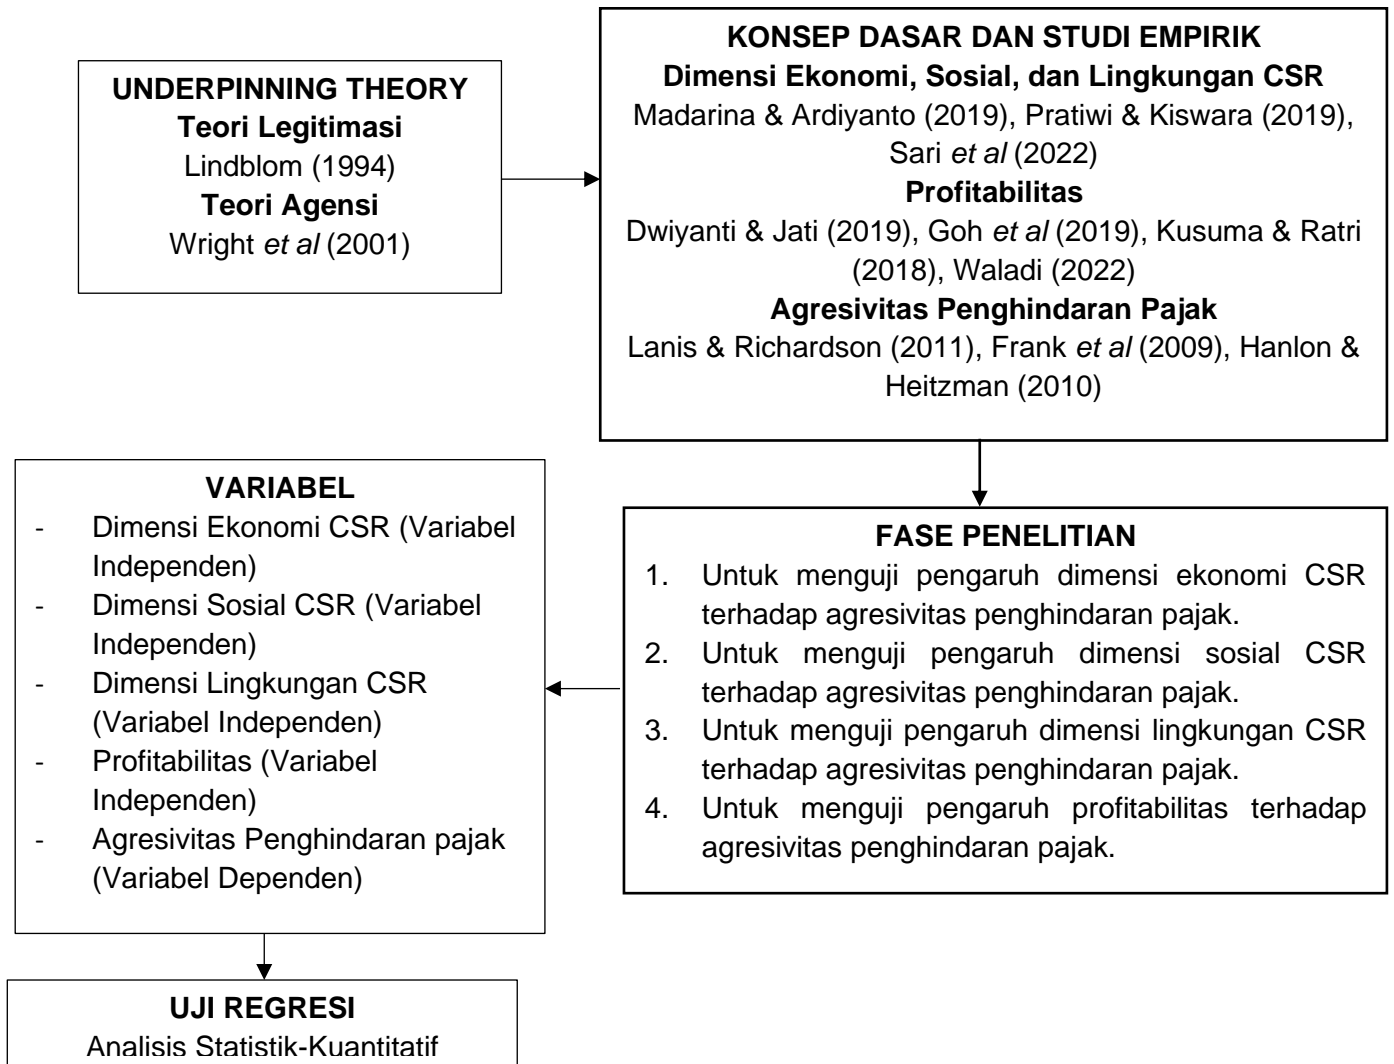 UNDERPINNING THEORY
Teori Legitimasi
Lindblom (1994)
Teori Agensi
Wright et al (2001)
KONSEP DASAR DAN STUDI EMPIRIK
Dimensi Ekonomi, Sosial, dan Lingkungan CSR
Madarina & Ardiyanto (2019), Pratiwi & Kiswara (2019),
Sari et al (2022)
Profitabilitas
Dwiyanti & Jati (2019), Goh et al (2019), Kusuma & Ratri
(2018), Waladi (2022)
Agresivitas Penghindaran Pajak
Lanis & Richardson (2011), Frank et al (2009), Hanlon &
Heitzman (2010)
FASE PENELITIAN
1. Untuk menguji pengaruh dimensi ekonomi CSR
terhadap agresivitas penghindaran pajak.
2. Untuk menguji pengaruh dimensi sosial CSR
terhadap agresivitas penghindaran pajak.
3. Untuk menguji pengaruh dimensi lingkungan CSR
terhadap agresivitas penghindaran pajak.
4. Untuk menguji pengaruh profitabilitas terhadap
agresivitas penghindaran pajak.
VARIABEL
- Dimensi Ekonomi CSR (Variabel
Independen)
- Dimensi Sosial CSR (Variabel
Independen)
- Dimensi Lingkungan CSR
(Variabel Independen)
- Profitabilitas (Variabel
Independen)
- Agresivitas Penghindaran pajak
(Variabel Dependen)
UJI REGRESI
Analisis Statistik-Kuantitatif